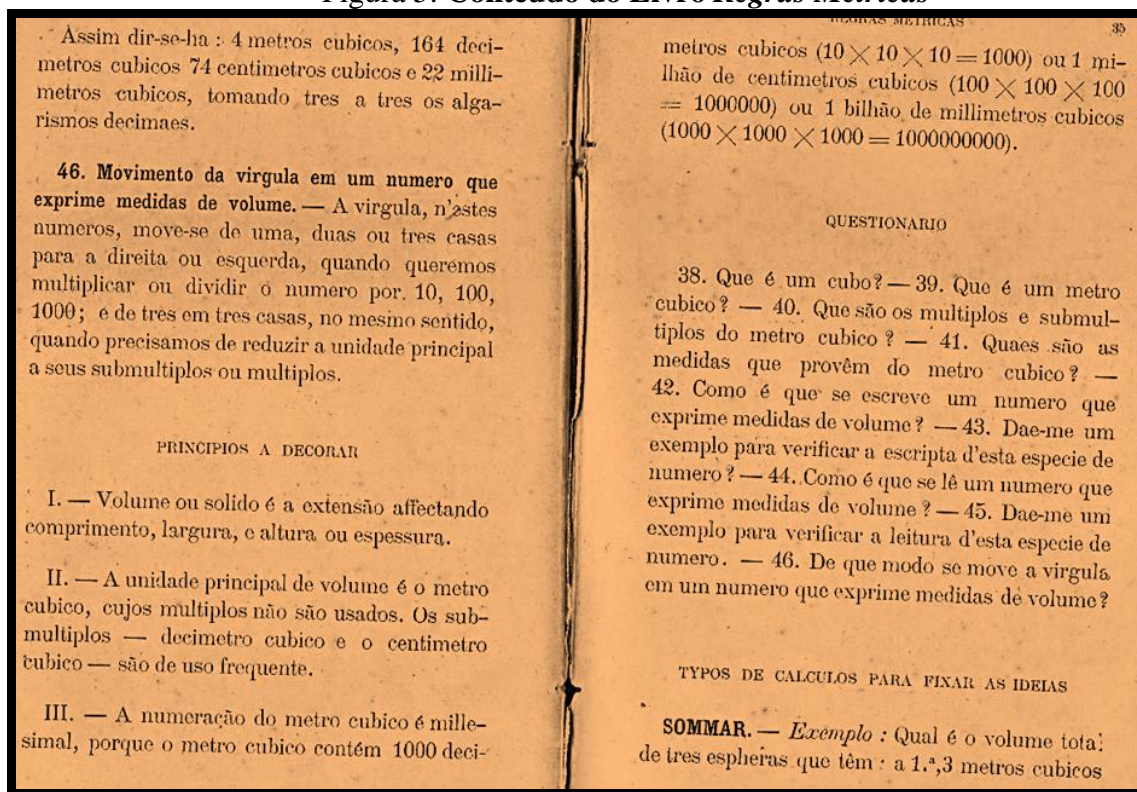 Figura 3: Conteúdo do Livro Regras Métricas
Assim dir-se-ha : 4 metros cubicos, 164 deci-
metros cubicos 74 centimetros cubicos e 22 milli-
metros cubicos, tomando tres a tres os alga-
rismos decimaes.
46. Movimento da virgula em um numero que
exprime medidas de volume. — A virgula, n'estes
numeros, move-se de uma, duas ou tres casas
para a direita ou esquerda, quando queremos
multiplicar ou dividir o numero por. 10, 100,
1000; e de tres em tres casas, no mesmo sentido,
quando precisamos de reduzir a unidade principal
a seus submultiplos ou multiplos.
PRINCIPIOS A DECORAR
I. — Volume ou solido é a extensão affectando
comprimento, largura, e altura ou espessura.
II. — A unidade principal de volume é o metro
cubico, cujos multiplos não são usados. Os sub-
multiplos — decimetro cubico e o centimetro
cubico — são de uso frequente.
III. — A numeração do metro cubico é mille-
simal, porque o metro cubico contém 1000 deci-
REGRAS METRICAS 35
metros cubicos (10 × 10 × 10 = 1000) ou 1 mi-
lhão de centimetros cubicos (100 × 100 × 100
= 1000000) ou 1 bilhão de millimetros cubicos
(1000 × 1000 × 1000 = 1000000000).
QUESTIONARIO
38. Que é um cubo? — 39. Que é um metro
cubico? — 40. Que são os multiplos e submul-
tiplos do metro cubico ? — 41. Quaes são as
medidas que provêm do metro cubico? —
42. Como é que se escreve um numero que
exprime medidas de volume? — 43. Dae-me um
exemplo para verificar a escripta d'esta especie de
numero? — 44. Como é que se lê um numero que
exprime medidas de volume ? — 45. Dae-me um
exemplo para verificar a leitura d'esta especie de
numero. — 46. De que modo se move a virgula
em um numero que exprime medidas de volume?
TYPOS DE CALCULOS PARA FIXAR AS IDEIAS
SOMMAR. — Exemplo : Qual é o volume total
de tres espheras que têm : a 1.ª,3 metros cubicos